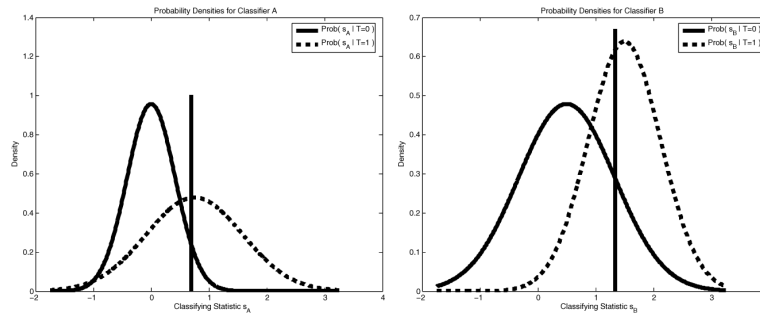 Probability Densities for Classifier A
1.4
1.2
1
0.8
0.6
0.4
0.2
0
Density
−2
−1
0
1
2
3
4
Classifying Statistic s_A
Prob( s_A | T=0 )
Prob( s_A | T=1 )
Probability Densities for Classifier B
0.7
0.6
0.5
0.4
0.3
0.2
0.1
0
Density
−2
−1
0
1
2
3
Classifying Statistic s_B
Prob( s_B | T=0 )
Prob( s_B | T=1 )